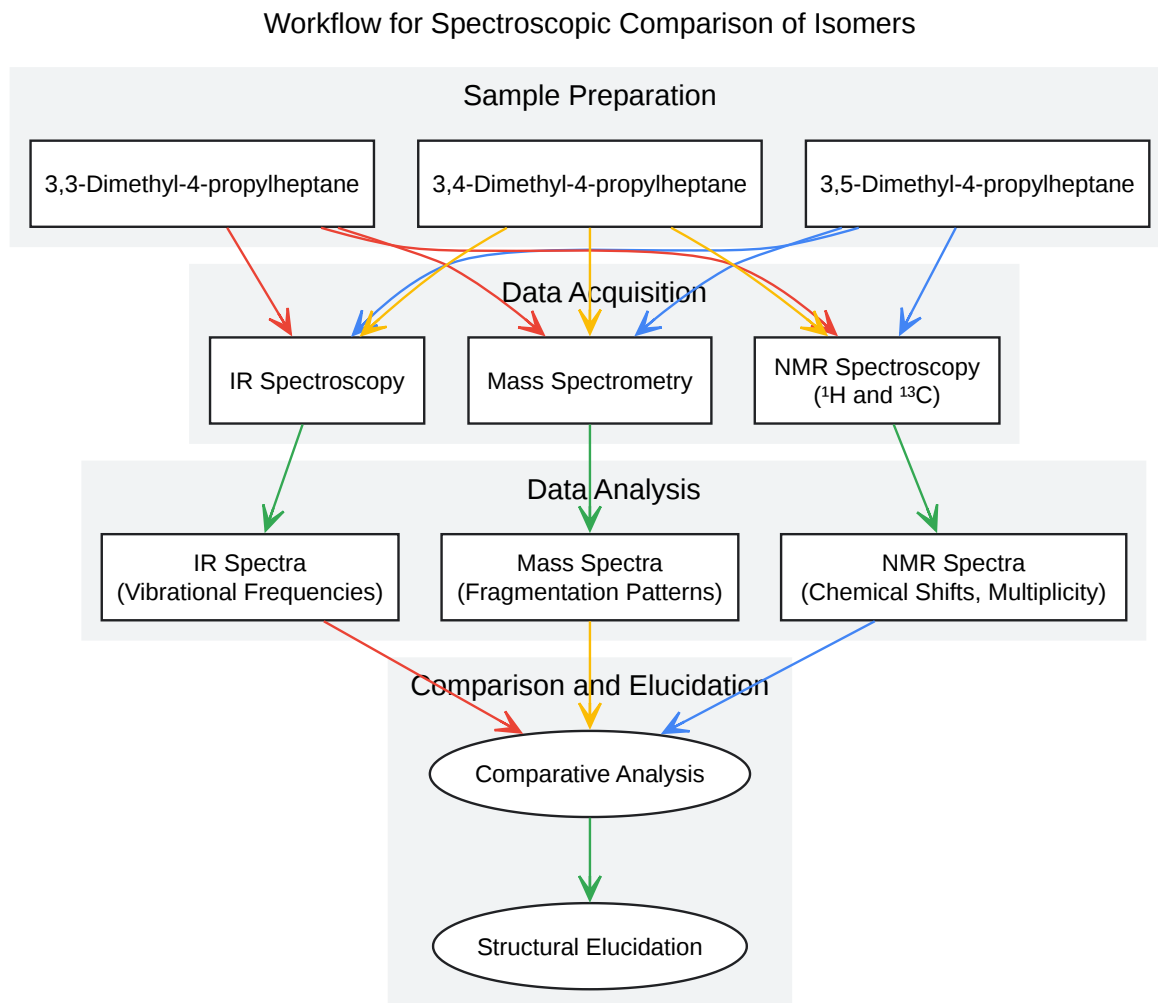 Workflow for Spectroscopic Comparison of Isomers
Sample Preparation
3,3-Dimethyl-4-propylheptane
3,4-Dimethyl-4-propylheptane
3,5-Dimethyl-4-propylheptane
Data Acquisition
IR Spectroscopy
Mass Spectrometry
NMR Spectroscopy
(¹H and ¹³C)
Data Analysis
IR Spectra
(Vibrational Frequencies)
Mass Spectra
(Fragmentation Patterns)
NMR Spectra
(Chemical Shifts, Multiplicity)
Comparison and Elucidation
Comparative Analysis
Structural Elucidation